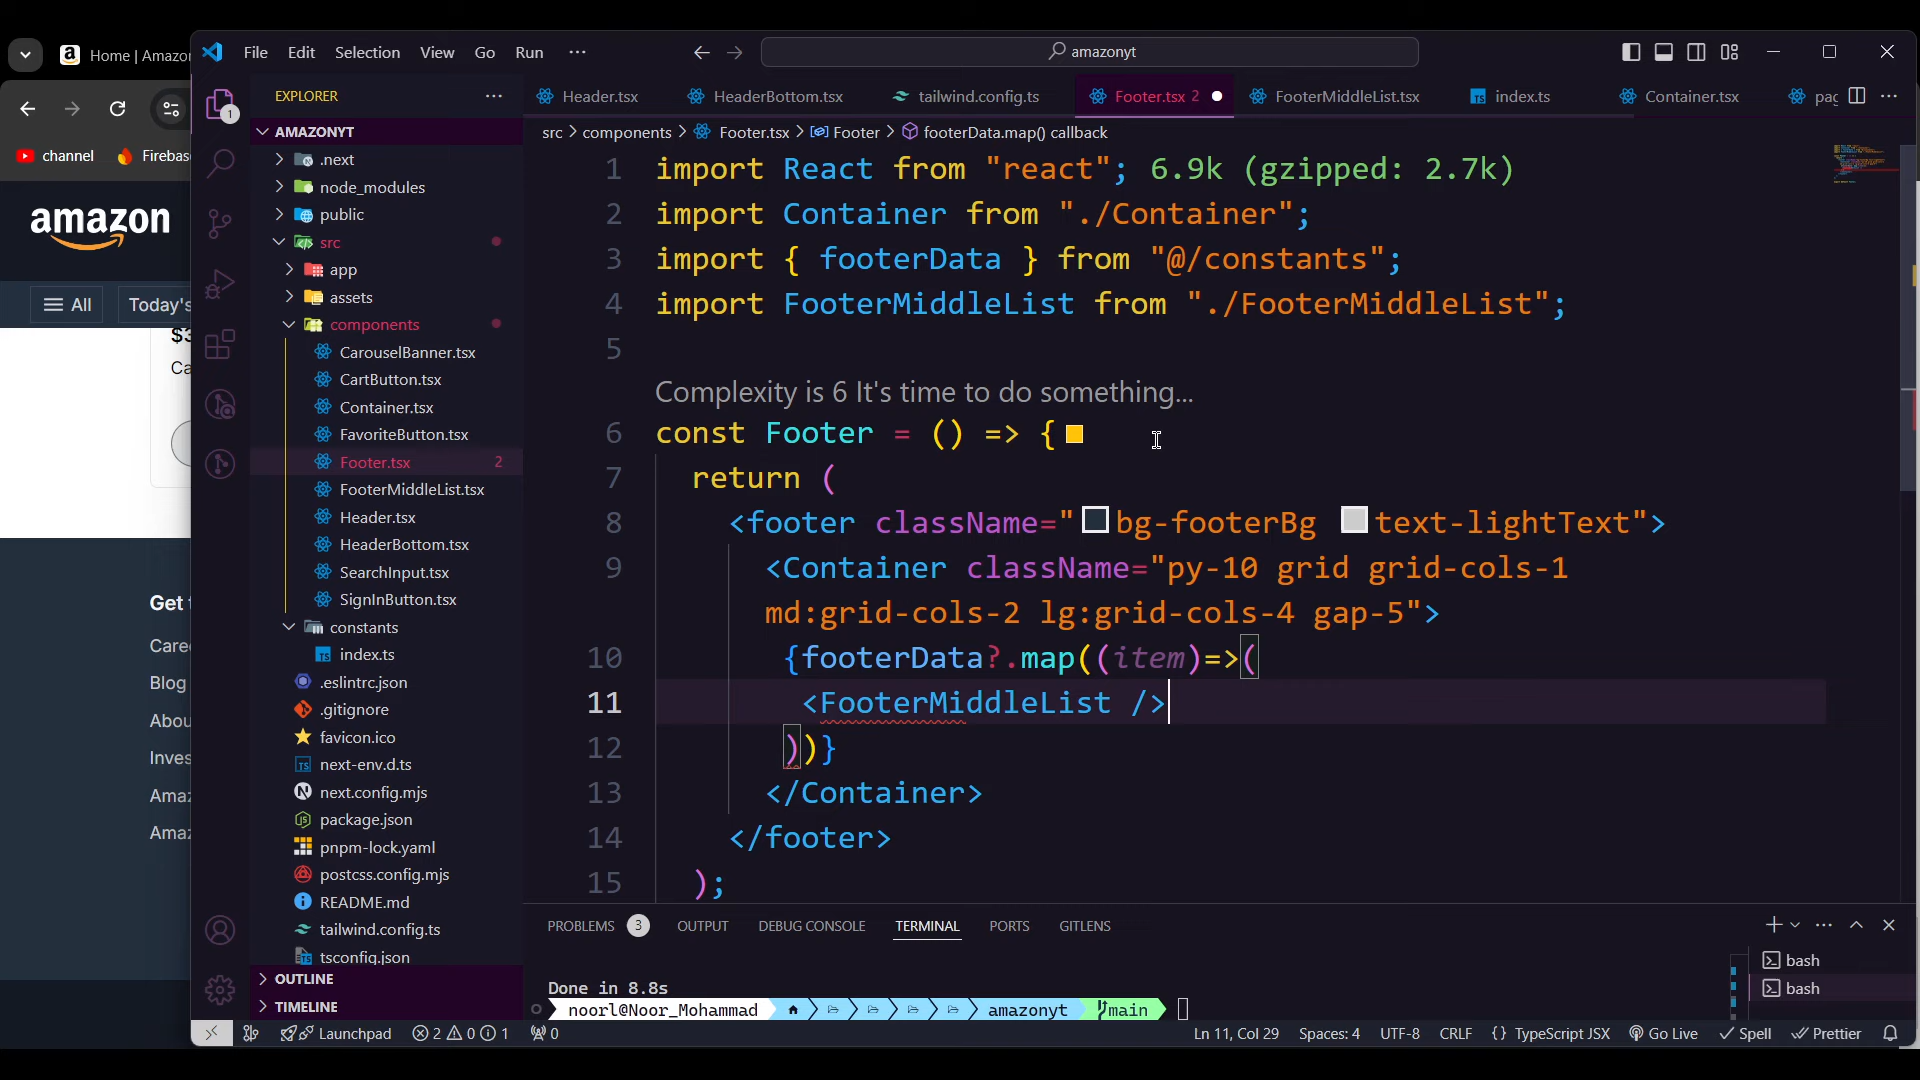 Home | Amazon
File Edit Selection View Go Run
amazonyt
EXPLORER
Header.tsx
HeaderBottom.tsx
tailwind.config.ts
Footer.tsx 2
FooterMiddleList.tsx
index.ts
Container.tsx
pag
channel
Firebas
amazon
All
Today's
$3
Ca
Get t
Care
Blog
Abou
Inves
Amaz
Amaz
1
AMAZONYT
.next
node_modules
public
src
app
assets
components
CarouselBanner.tsx
CartButton.tsx
Container.tsx
FavoriteButton.tsx
Footer.tsx 2
FooterMiddleList.tsx
Header.tsx
HeaderBottom.tsx
SearchInput.tsx
SignInButton.tsx
constants
index.ts
.eslintrc.json
.gitignore
favicon.ico
next-env.d.ts
next.config.mjs
package.json
pnpm-lock.yaml
postcss.config.mjs
README.md
tailwind.config.ts
tsconfig.json
OUTLINE
TIMELINE
src > components > Footer.tsx > Footer > footerData.map() callback
1 import React from "react"; 6.9k (gzipped: 2.7k)
2 import Container from "./Container";
3 import { footerData } from "@/constants";
4 import FooterMiddleList from "./FooterMiddleList";
5
Complexity is 6 It's time to do something...
6 const Footer = () => {
7 return (
8 <footer className="bg-footerBg text-lightText">
9 <Container className="py-10 grid grid-cols-1
md:grid-cols-2 lg:grid-cols-4 gap-5">
10 {footerData?.map((item)=>(
11 <FooterMiddleList />
12 ))}
13 </Container>
14 </footer>
15 );
PROBLEMS 3 OUTPUT DEBUG CONSOLE TERMINAL PORTS GITLENS
Done in 8.8s
noorl@Noor_Mohammad amazonyt main
bash
bash
Launchpad 2 0 1 0
Ln 11, Col 29 Spaces: 4 UTF-8 CRLF {} TypeScript JSX Go Live Spell Prettier